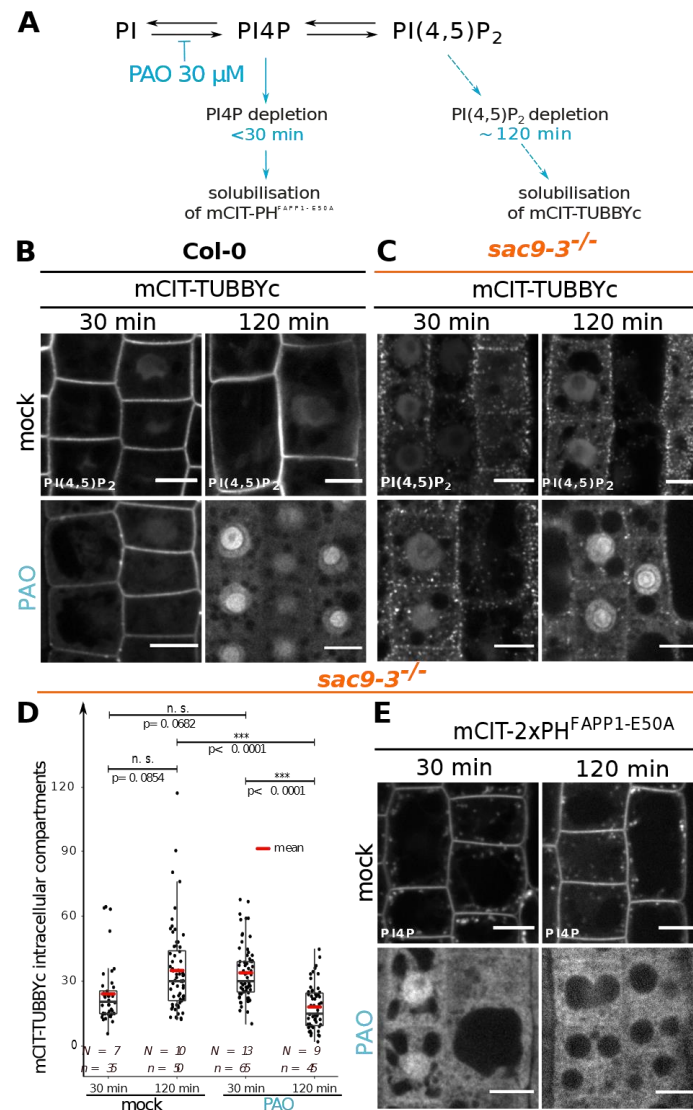 A
PI PI4P PI(4,5)P2
PAO 30 µM
PI4P depletion
<30 min
PI(4,5)P2 depletion
~120 min
solubilisation
of mCIT-PHFAPP1-E50A
solubilisation
of mCIT-TUBBYc
B Col-0
mCIT-TUBBYc
30 min 120 min
mock
PI(4,5)P2 PI(4,5)P2
PAO
C sac9-3-/-
mCIT-TUBBYc
30 min 120 min
PI(4,5)P2 PI(4,5)P2
sac9-3-/-
D
mCIT-TUBBYc intracellular compartments
120
90
60
30
0
n. s.
p= 0.0682
***
p< 0.0001
n. s.
p= 0.0854
***
p< 0.0001
mean
N = 7 N = 10 N = 13 N = 9
n = 35 n = 50 n = 65 n = 45
30 min 120 min 30 min 120 min
mock PAO
E mCIT-2xPHFAPP1-E50A
30 min 120 min
mock
PI4P PI4P
PAO